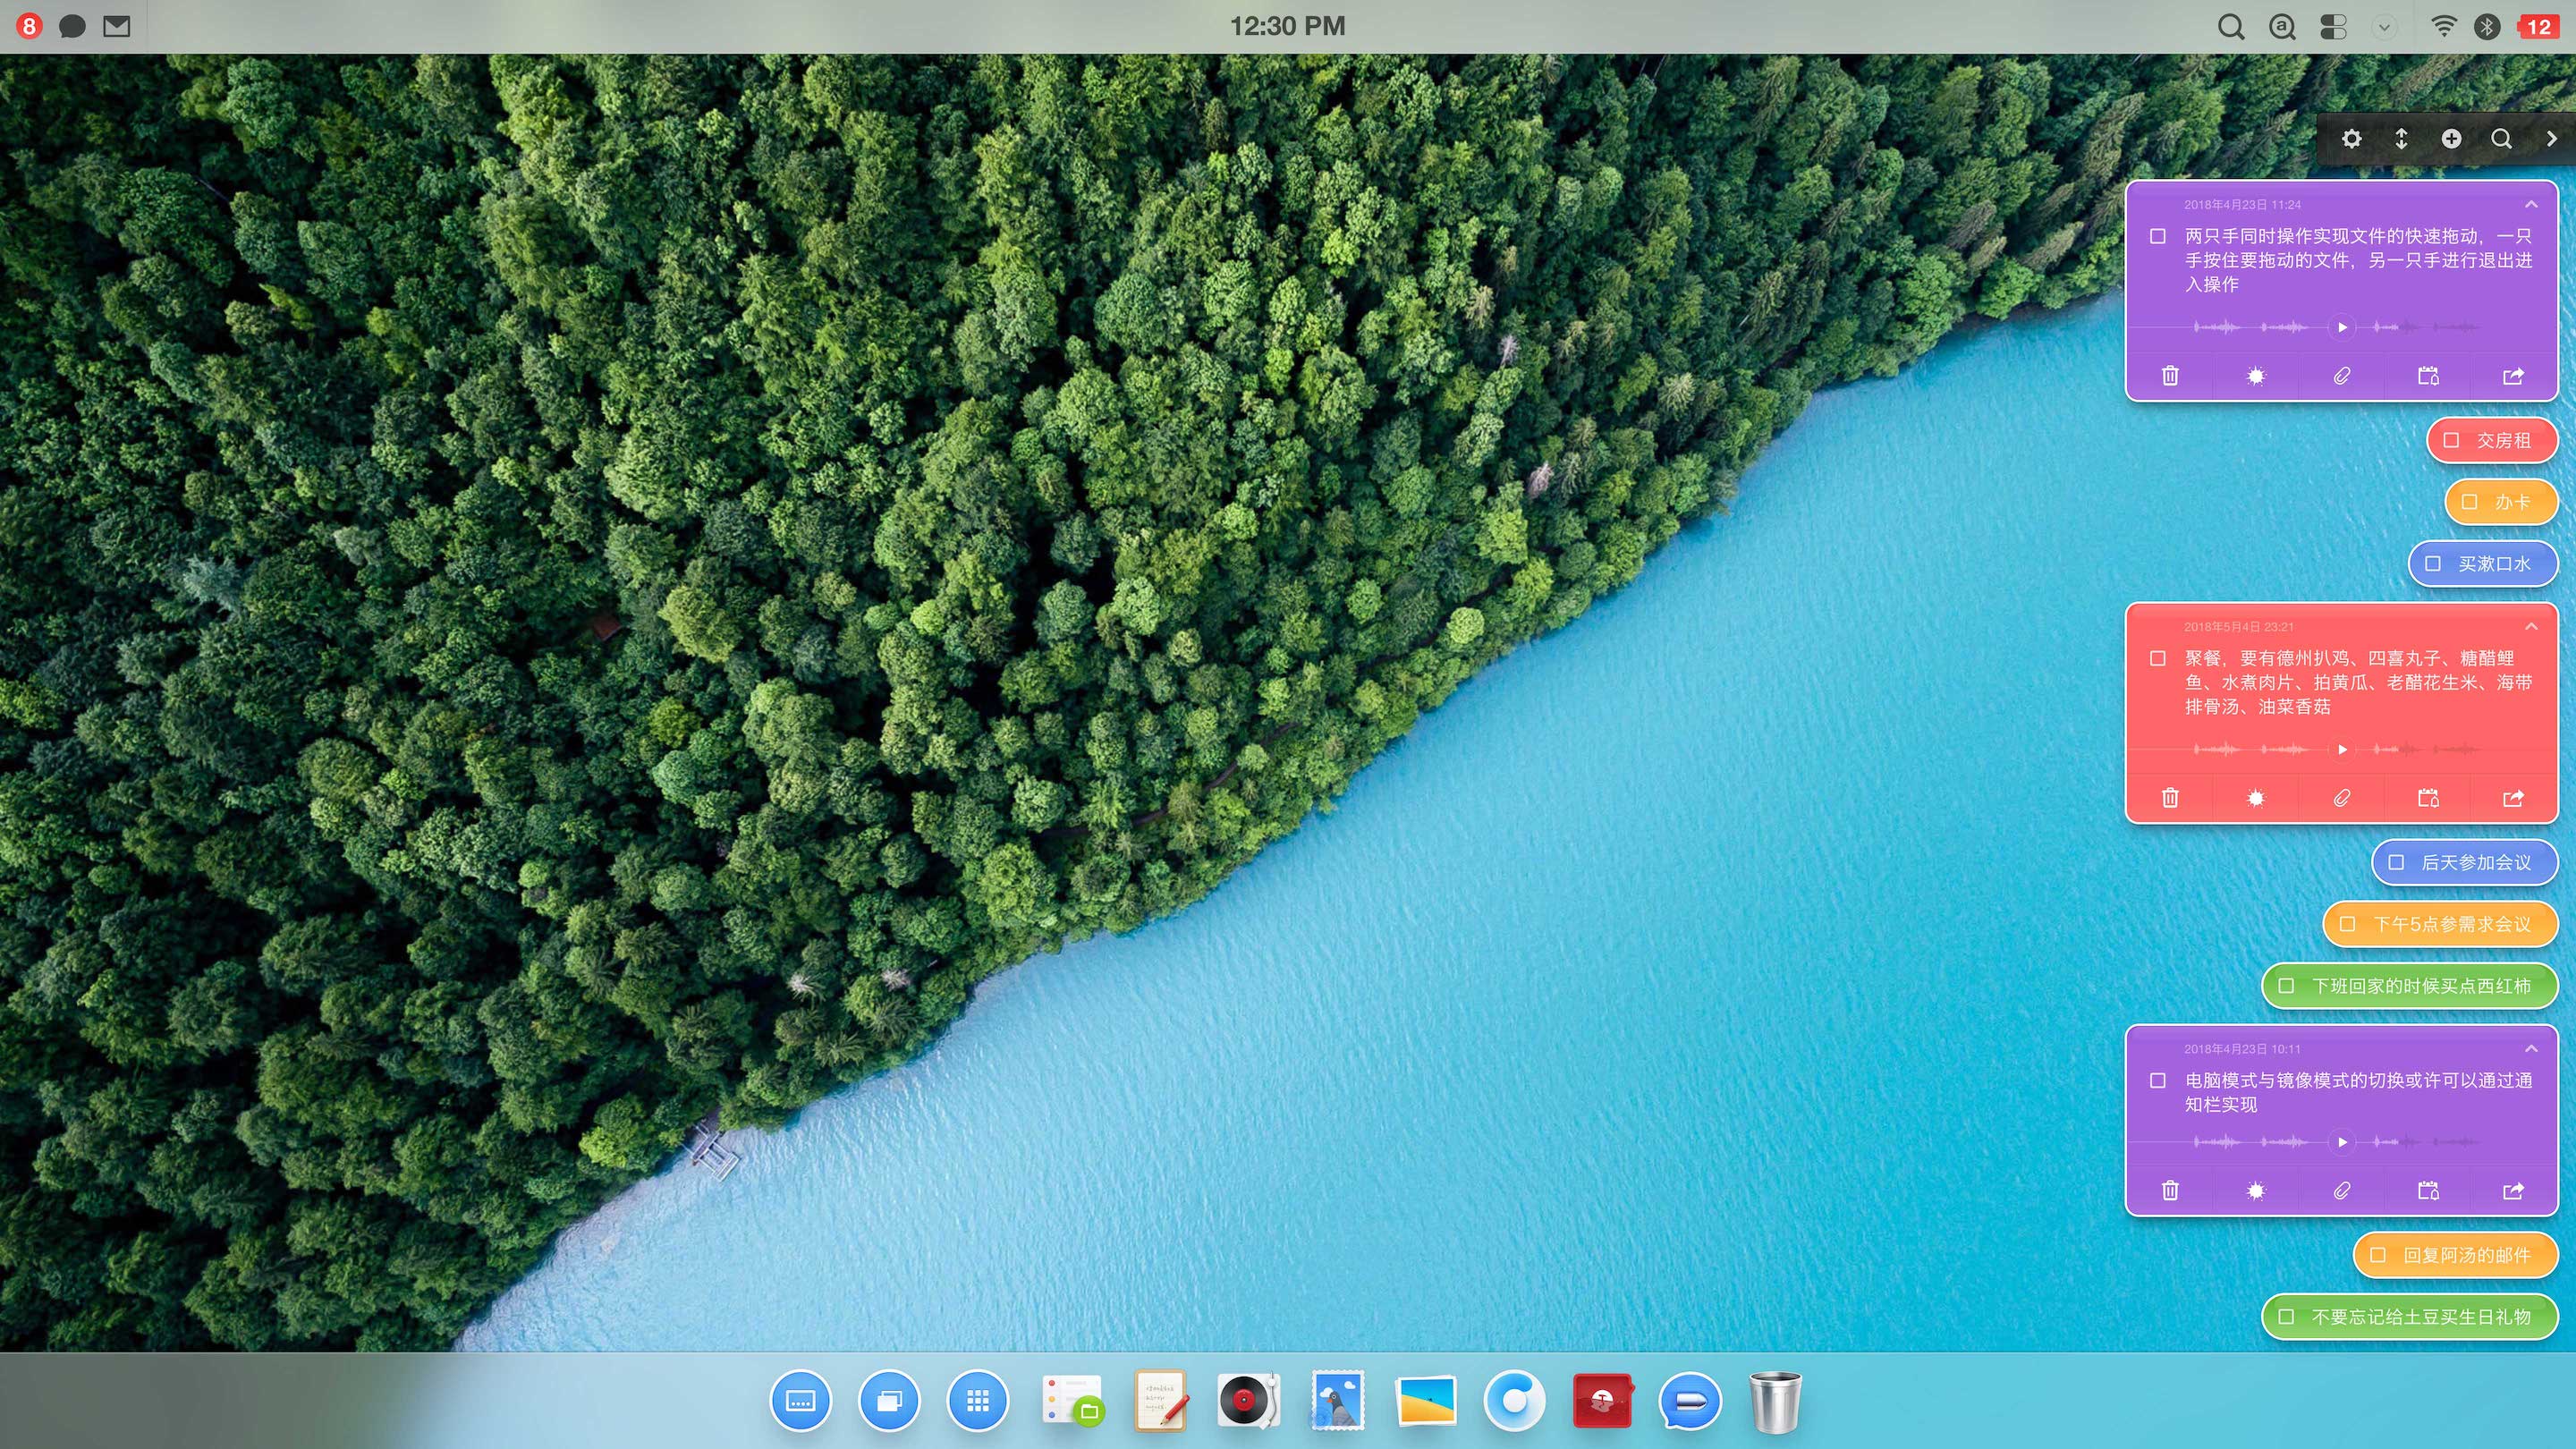 8
12:30 PM
12
2018年4月23日 11:24
两只手同时操作实现文件的快速拖动，一只
手按住要拖动的文件，另一只手进行退出进
入操作
交房租
办卡
买漱口水
2018年5月4日 23:21
聚餐，要有德州扒鸡、四喜丸子、糖醋鲤
鱼、水煮肉片、拍黄瓜、老醋花生米、海带
排骨汤、油菜香菇
后天参加会议
下午5点参需求会议
下班回家的时候买点西红柿
2018年4月23日 10:11
电脑模式与镜像模式的切换或许可以通过通
知栏实现
回复阿汤的邮件
不要忘记给土豆买生日礼物